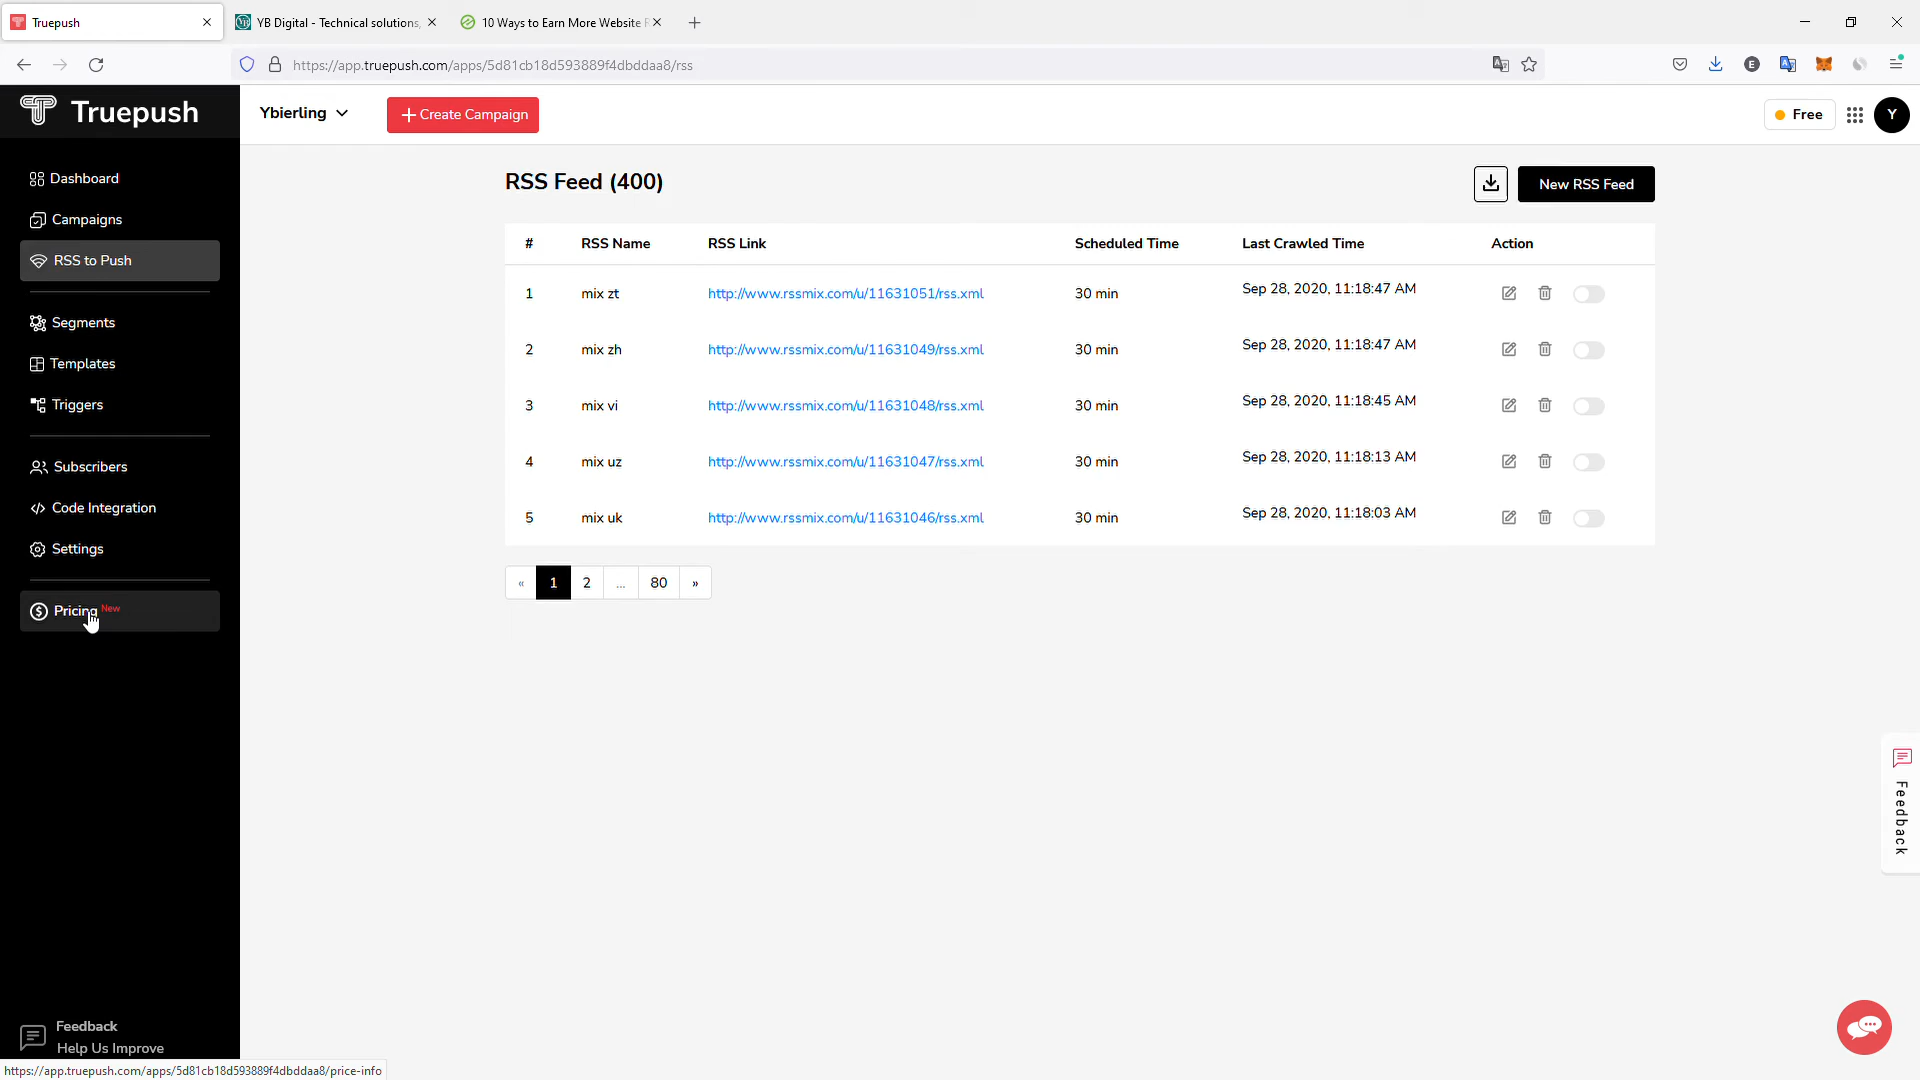 Truepush
YB Digital - Technical solutions,
10 Ways to Earn More Website
https://app.truepush.com/apps/5d81cb18d593889f4dbddaa8/rss
Truepush
Ybierling
Create Campaign
Free
Y
Dashboard
Campaigns
RSS to Push
Segments
Templates
Triggers
Subscribers
Code Integration
Settings
Pricing New
RSS Feed (400)
New RSS Feed
# RSS Name RSS Link Scheduled Time Last Crawled Time Action
1 mix zt http://www.rssmix.com/u/11631051/rss.xml 30 min Sep 28, 2020, 11:18:47 AM
2 mix zh http://www.rssmix.com/u/11631049/rss.xml 30 min Sep 28, 2020, 11:18:47 AM
3 mix vi http://www.rssmix.com/u/11631048/rss.xml 30 min Sep 28, 2020, 11:18:45 AM
4 mix uz http://www.rssmix.com/u/11631047/rss.xml 30 min Sep 28, 2020, 11:18:13 AM
5 mix uk http://www.rssmix.com/u/11631046/rss.xml 30 min Sep 28, 2020, 11:18:03 AM
« 1 2 ... 80 »
Feedback
Feedback
Help Us Improve
https://app.truepush.com/apps/5d81cb18d593889f4dbddaa8/price-info